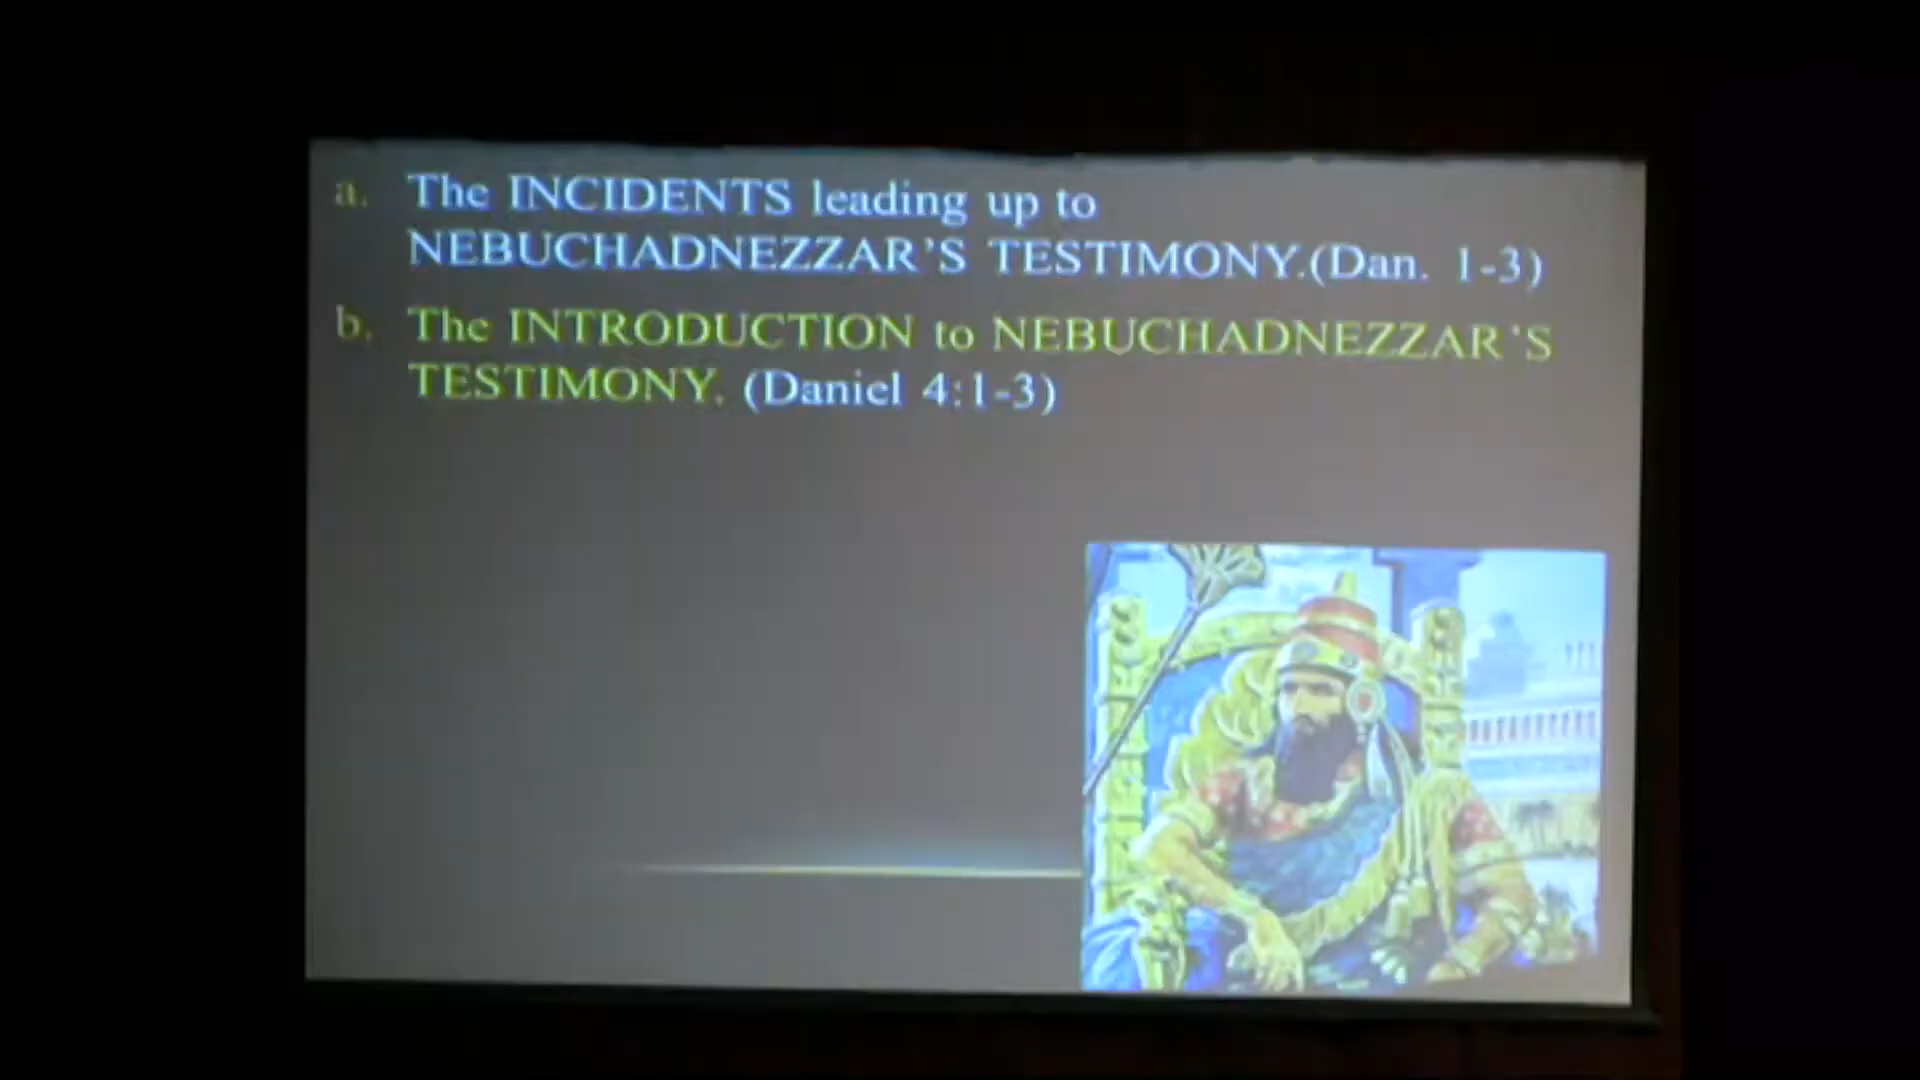 a. The INCIDENTS leading up to
NEBUCHADNEZZAR’S TESTIMONY.(Dan. 1-3)
b. The INTRODUCTION to NEBUCHADNEZZAR’S
TESTIMONY. (Daniel 4:1-3)